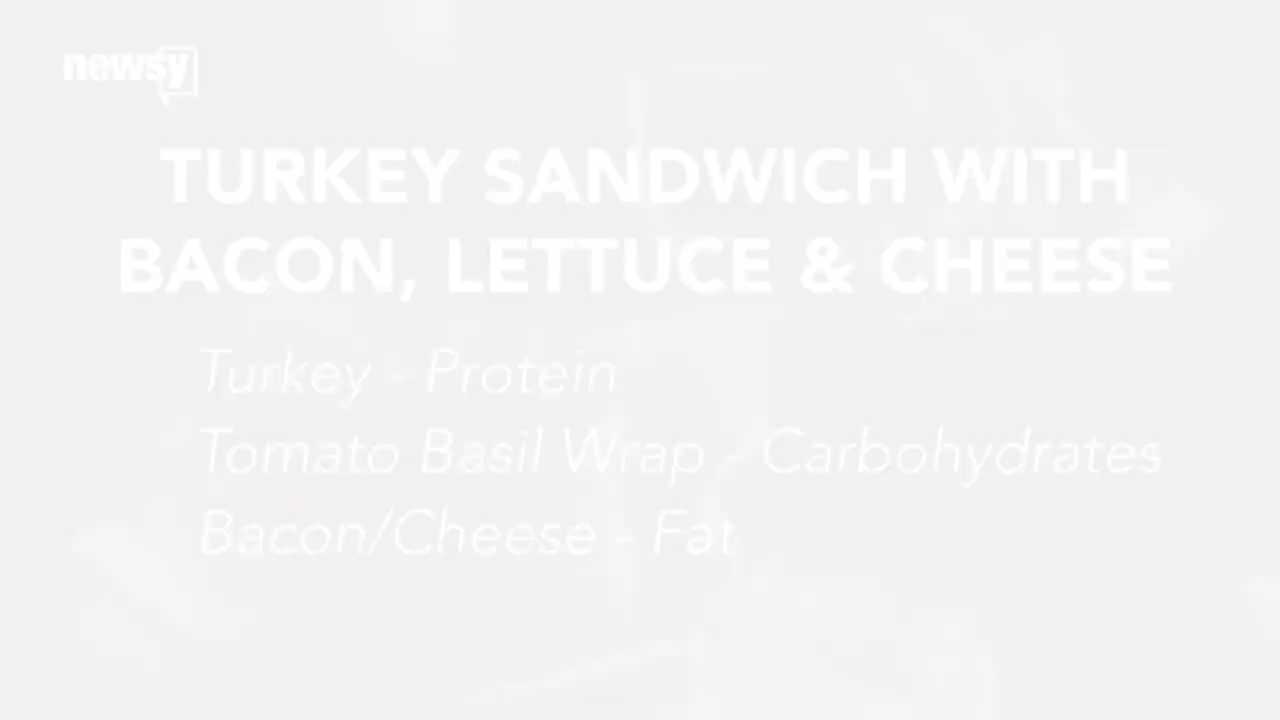 newsy
TURKEY SANDWICH WITH
BACON, LETTUCE & CHEESE
Turkey - Protein
Tomato Basil Wrap - Carbohydrates
Bacon/Cheese - Fat